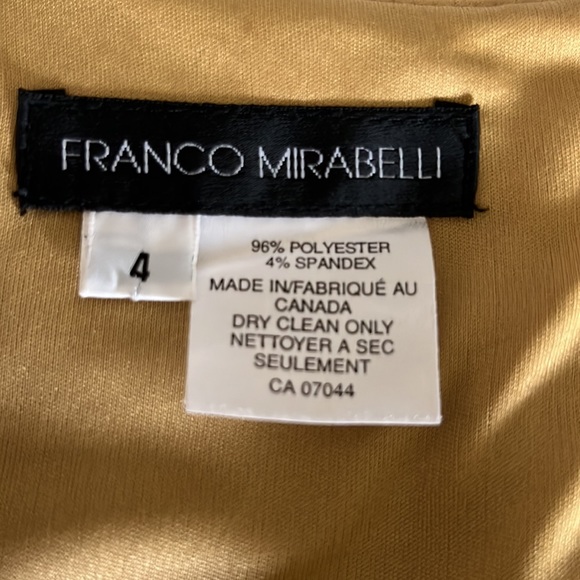 FRANCO MIRABELLI
4
96% POLYESTER
4% SPANDEX
MADE IN/FABRIQUÉ AU
CANADA
DRY CLEAN ONLY
NETTOYER A SEC
SEULEMENT
CA 07044